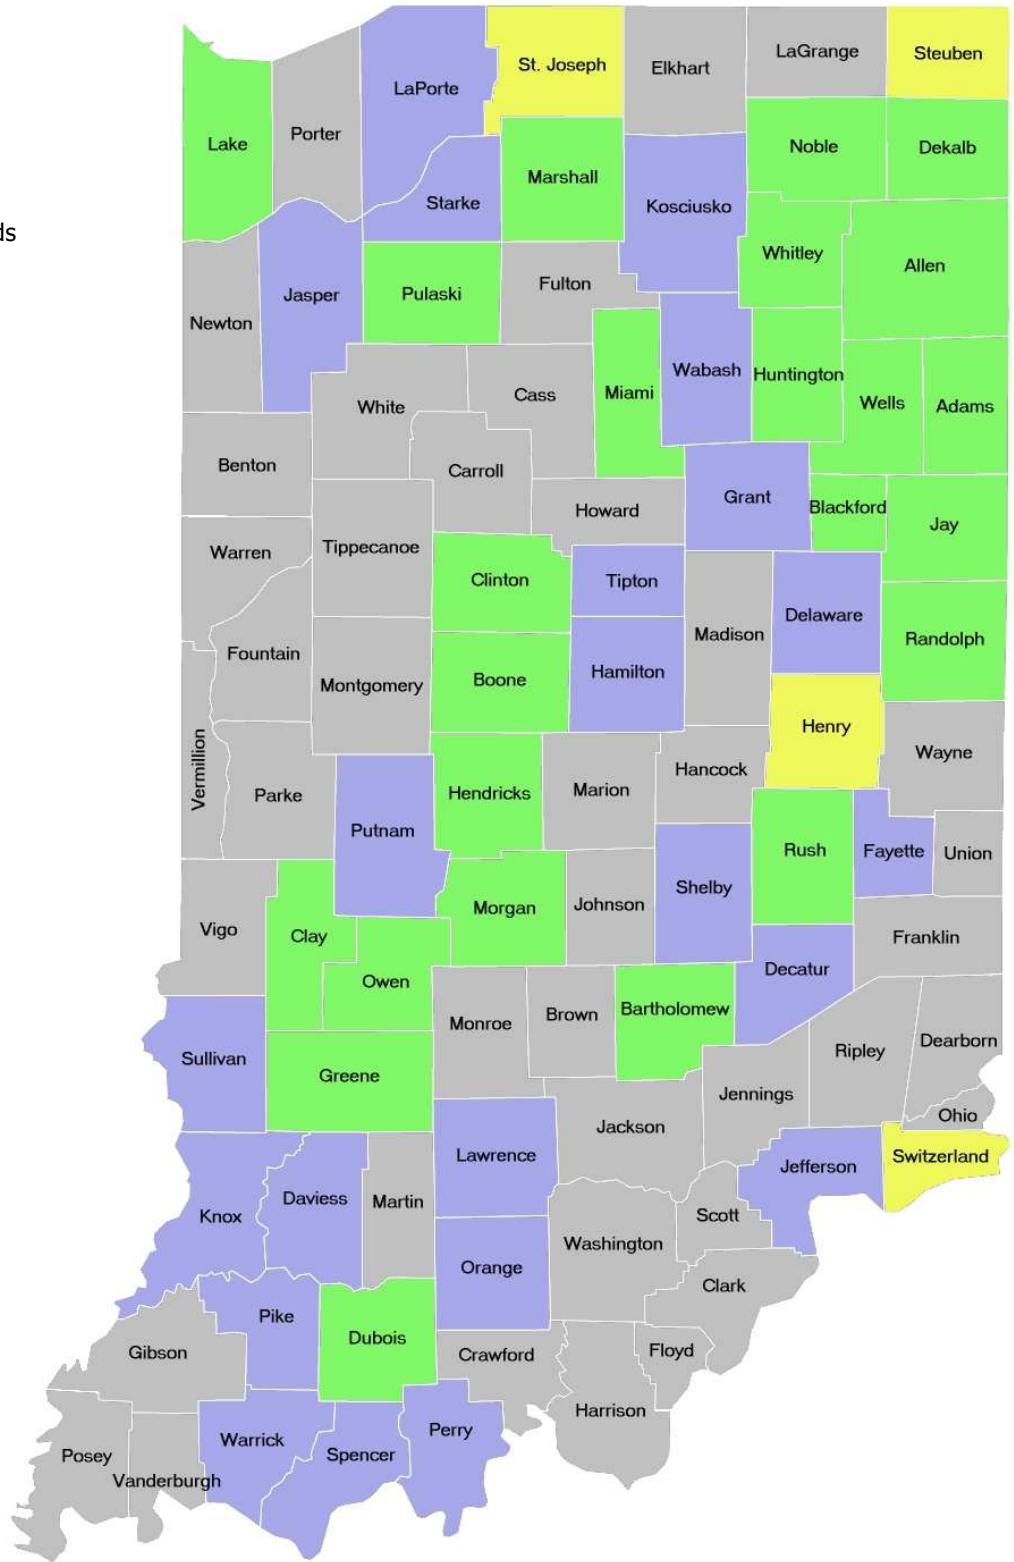 St. Joseph
LaGrange
Steuben
Elkhart
LaPorte
Porter
Lake
Noble
Dekalb
Marshall
Starke
Kosciusko
ds
Whitley
Allen
Fulton
Pulaski
Jasper
Newton
Wabash
Huntington
Miami
Cass
White
Wells
Adams
Benton
Carroll
Grant
Blackford
Howard
Jay
Warren
Tippecanoe
Clinton
Tipton
Delaware
Madison
Randolph
Fountain
Hamilton
Boone
Montgomery
Henry
Wayne
Vermillion
Hancock
Marion
Hendricks
Parke
Putnam
Rush
Fayette
Union
Shelby
Johnson
Morgan
Vigo
Clay
Franklin
Decatur
Owen
Bartholomew
Brown
Monroe
Dearborn
Ripley
Sullivan
Greene
Jennings
Ohio
Jackson
Lawrence
Switzerland
Jefferson
Daviess
Martin
Knox
Scott
Washington
Orange
Clark
Pike
Dubois
Gibson
Crawford
Floyd
Harrison
Perry
Warrick
Spencer
Posey
Vanderburgh